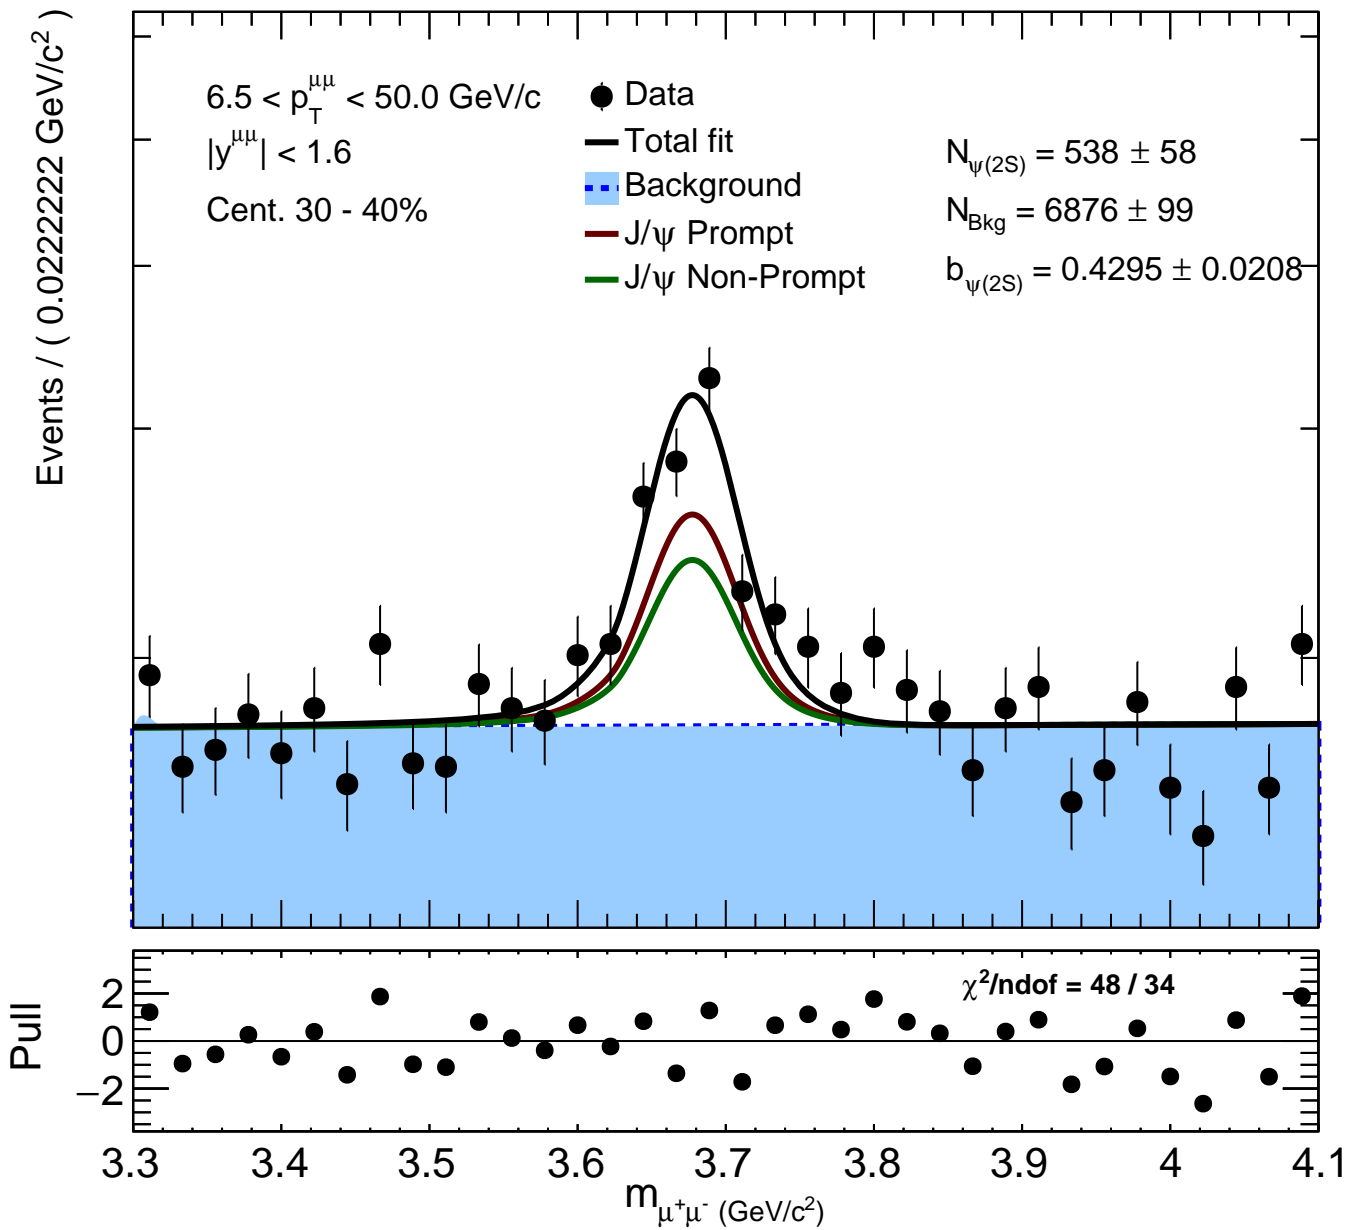 Events / ( 0.0222222 GeV/c²)
6.5 < p_T^μμ < 50.0 GeV/c
|y^μμ| < 1.6
Cent. 30 - 40%
Data
Total fit
Background
J/ψ Prompt
J/ψ Non-Prompt
N_ψ(2S) = 538 ± 58
N_Bkg = 6876 ± 99
b_ψ(2S) = 0.4295 ± 0.0208
Pull
2
0
−2
χ²/ndof = 48 / 34
3.3 3.4 3.5 3.6 3.7 3.8 3.9 4 4.1
m_μ⁺μ⁻ (GeV/c²)